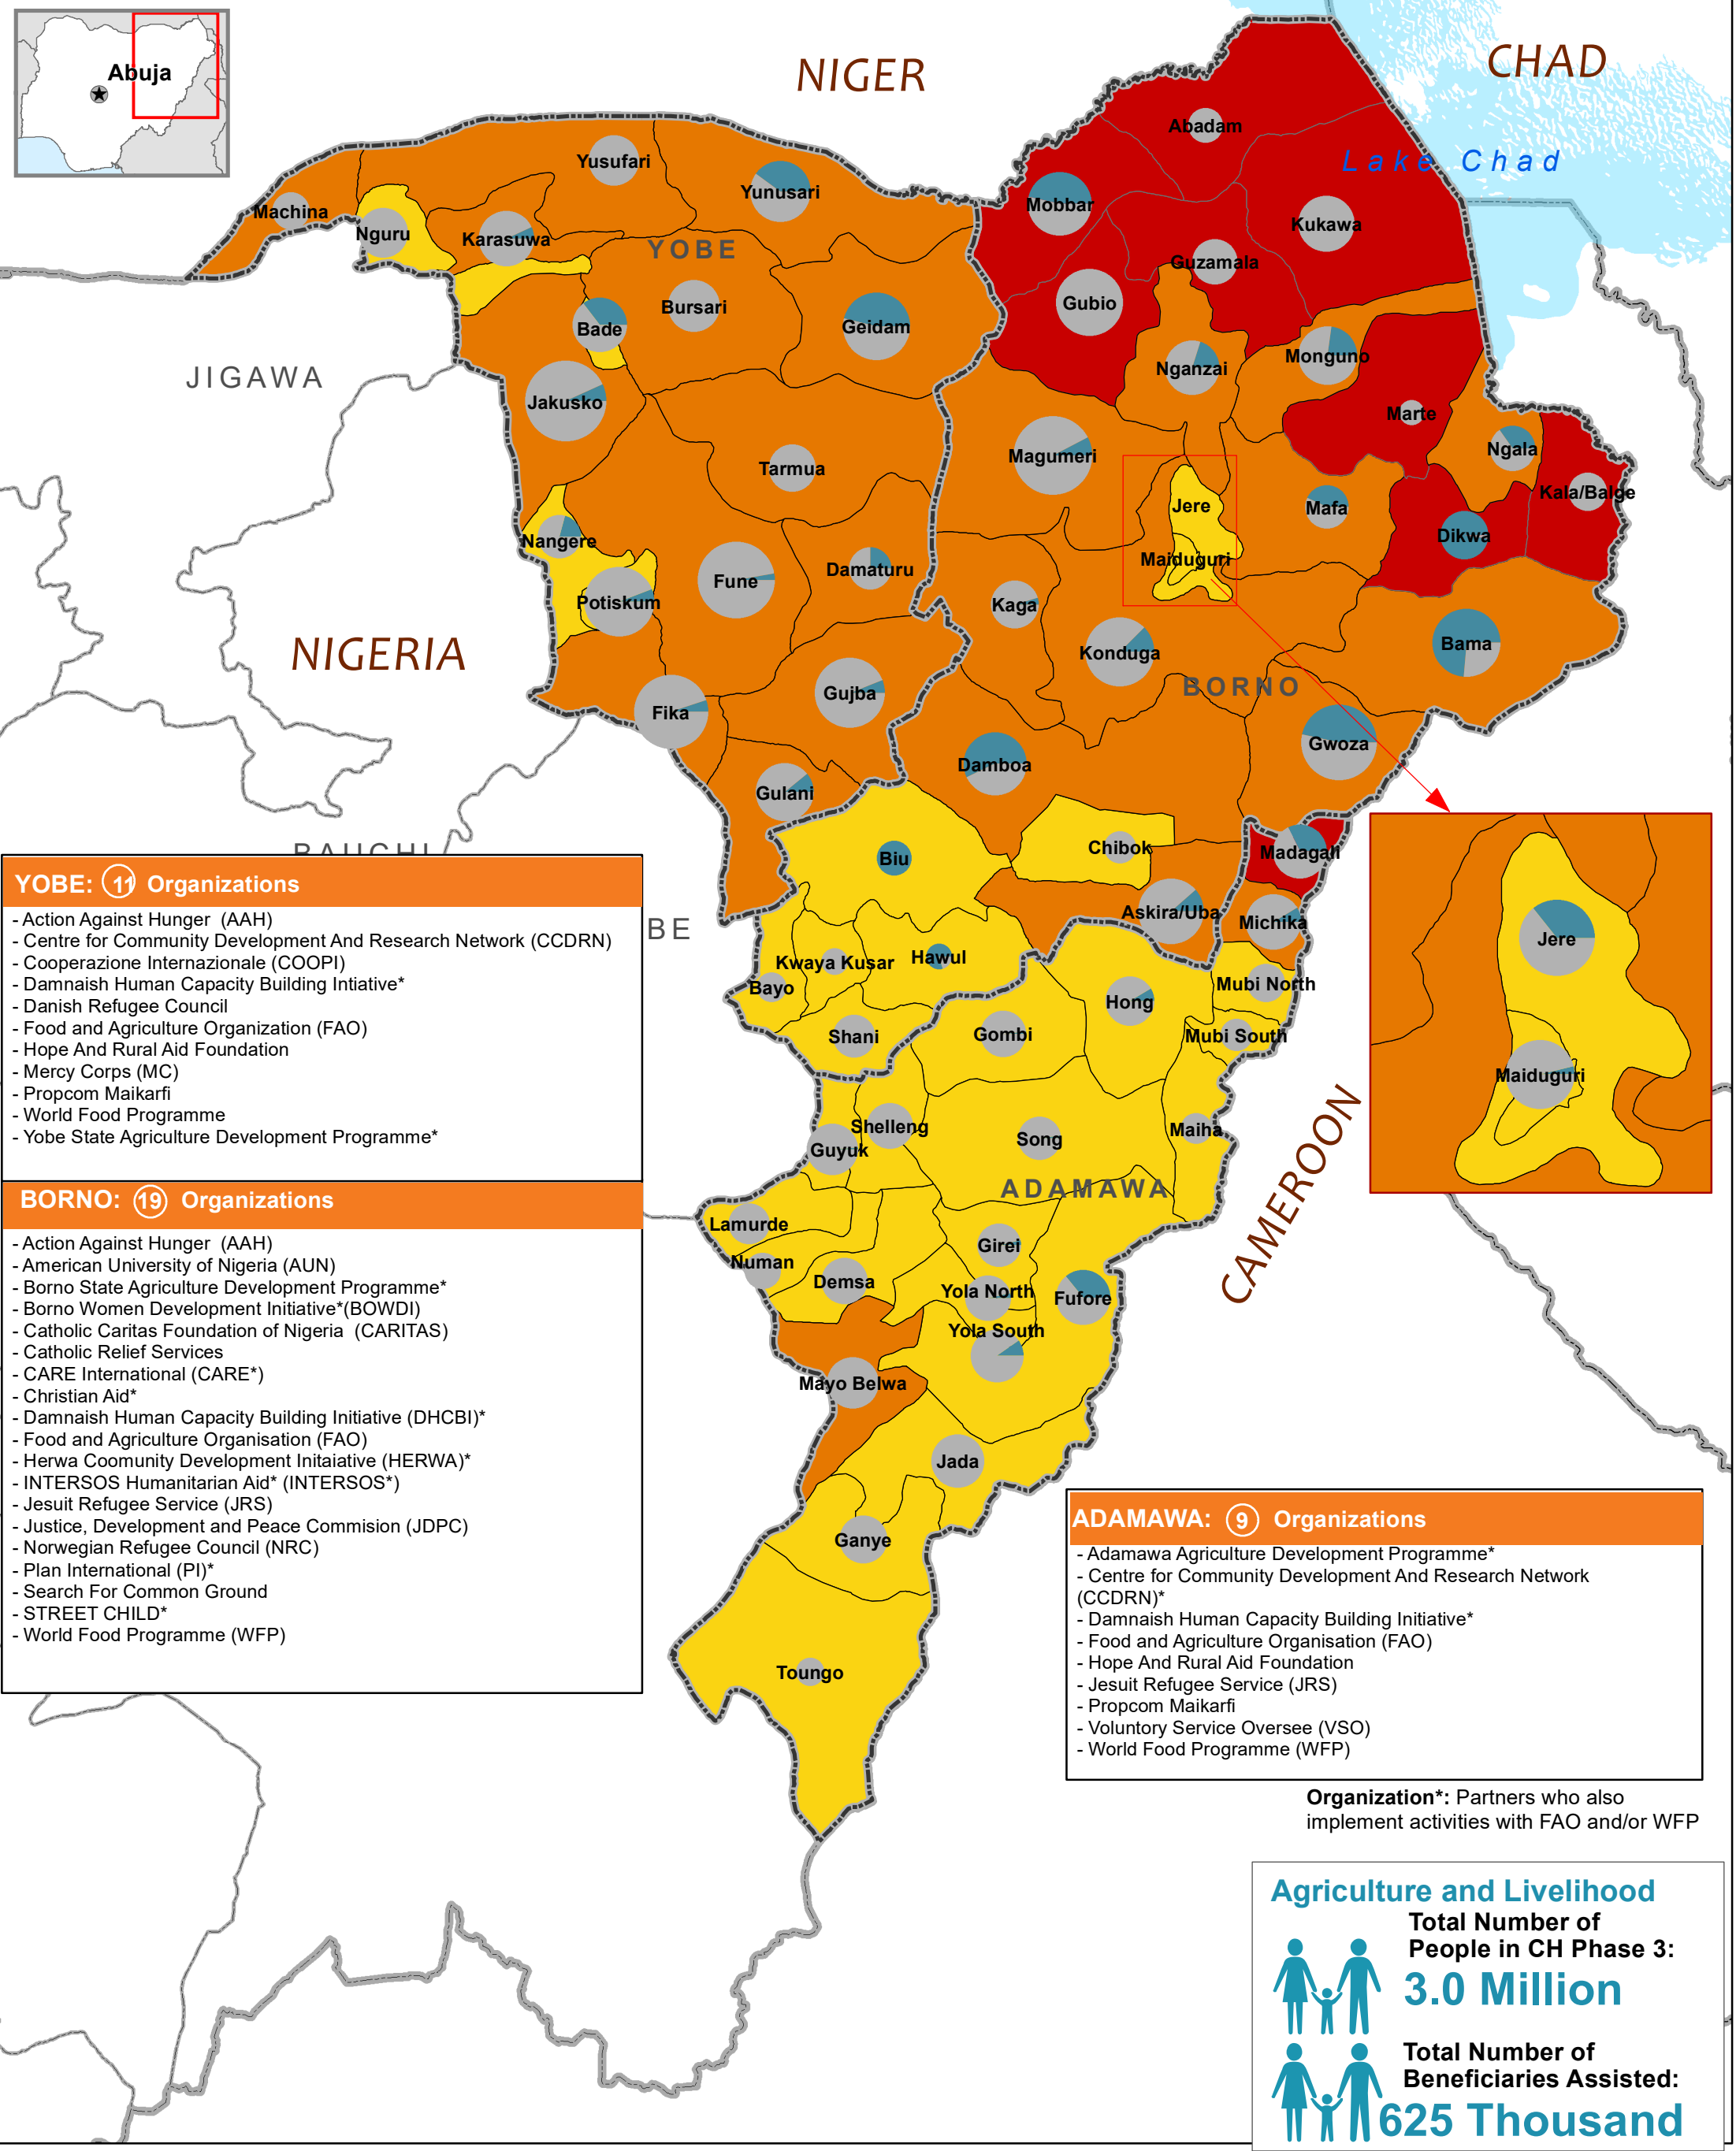 Abuja
NIGER
CHAD
Lake Chad
Abadam
Yusufari
Yunusari
Mobbar
Machina
Nguru
Karasuwa
YOBE
Kukawa
Guzamala
Bursari
Gubio
Bade
Geidam
Monguno
Nganzai
JIGAWA
Jakusko
Marte
Magumeri
Ngala
Tarmua
Kala/Balge
Jere
Mafa
Dikwa
Nangere
Maiduguri
Damaturu
Fune
Potiskum
Kaga
NIGERIA
Konduga
Bama
BORNO
Gujba
Fika
Gwoza
Damboa
Gulani
BAUCHI
Chibok
Madagali
Biu
Askira/Uba
Michika
BE
Jere
Hawul
Kwaya Kusar
Bayo
Mubi North
Hong
Shani
Gombi
Mubi South
Maiduguri
Shelleng
Song
Maiha
Guyuk
CAMEROON
ADAMAWA
Lamurde
Girei
Numan
Demsa
Yola North
Fufore
Yola South
Mayo Belwa
Jada
Ganye
Toungo
YOBE: 11 Organizations
- Action Against Hunger (AAH)
- Centre for Community Development And Research Network (CCDRN)
- Cooperazione Internazionale (COOPI)
- Damnaish Human Capacity Building Intiative*
- Danish Refugee Council
- Food and Agriculture Organization (FAO)
- Hope And Rural Aid Foundation
- Mercy Corps (MC)
- Propcom Maikarfi
- World Food Programme
- Yobe State Agriculture Development Programme*
BORNO: 19 Organizations
- Action Against Hunger (AAH)
- American University of Nigeria (AUN)
- Borno State Agriculture Development Programme*
- Borno Women Development Initiative*(BOWDI)
- Catholic Caritas Foundation of Nigeria (CARITAS)
- Catholic Relief Services
- CARE International (CARE*)
- Christian Aid*
- Damnaish Human Capacity Building Initiative (DHCBI)*
- Food and Agriculture Organisation (FAO)
- Herwa Coomunity Development Initaiative (HERWA)*
- INTERSOS Humanitarian Aid* (INTERSOS*)
- Jesuit Refugee Service (JRS)
- Justice, Development and Peace Commision (JDPC)
- Norwegian Refugee Council (NRC)
- Plan International (PI)*
- Search For Common Ground
- STREET CHILD*
- World Food Programme (WFP)
ADAMAWA: 9 Organizations
- Adamawa Agriculture Development Programme*
- Centre for Community Development And Research Network
(CCDRN)*
- Damnaish Human Capacity Building Initiative*
- Food and Agriculture Organisation (FAO)
- Hope And Rural Aid Foundation
- Jesuit Refugee Service (JRS)
- Propcom Maikarfi
- Voluntory Service Oversee (VSO)
- World Food Programme (WFP)
Organization*: Partners who also
implement activities with FAO and/or WFP
Agriculture and Livelihood
Total Number of
People in CH Phase 3:
3.0 Million
Total Number of
Beneficiaries Assisted:
625 Thousand